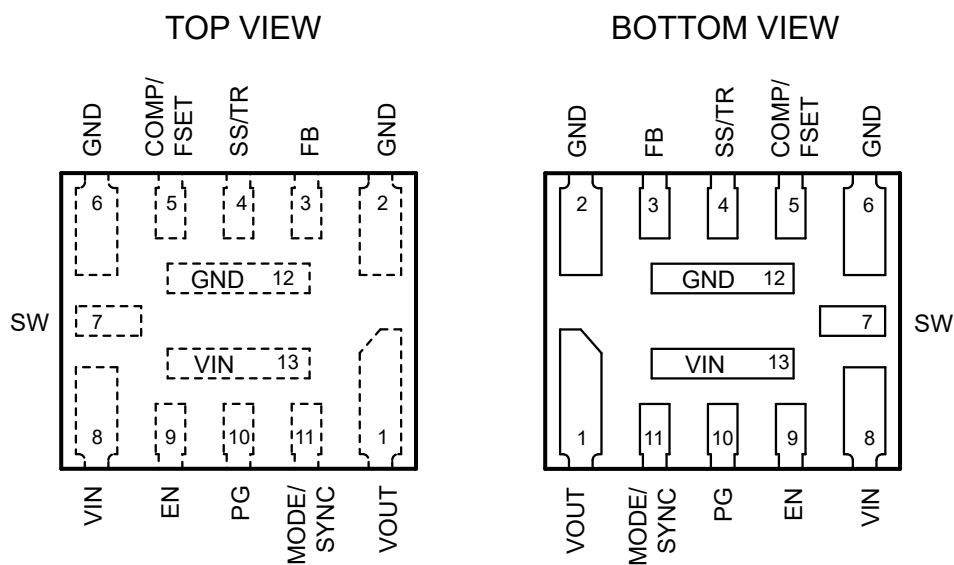 TOP VIEW
GND
COMP/
FSET
SS/TR
FB
GND
6
5
4
3
2
GND 12
SW
7
VIN 13
8
9
10
11
1
VIN
EN
PG
MODE/
SYNC
VOUT
BOTTOM VIEW
GND
FB
SS/TR
COMP/
FSET
GND
2
3
4
5
6
GND 12
7
SW
VIN 13
1
11
10
9
8
VOUT
MODE/
SYNC
PG
EN
VIN